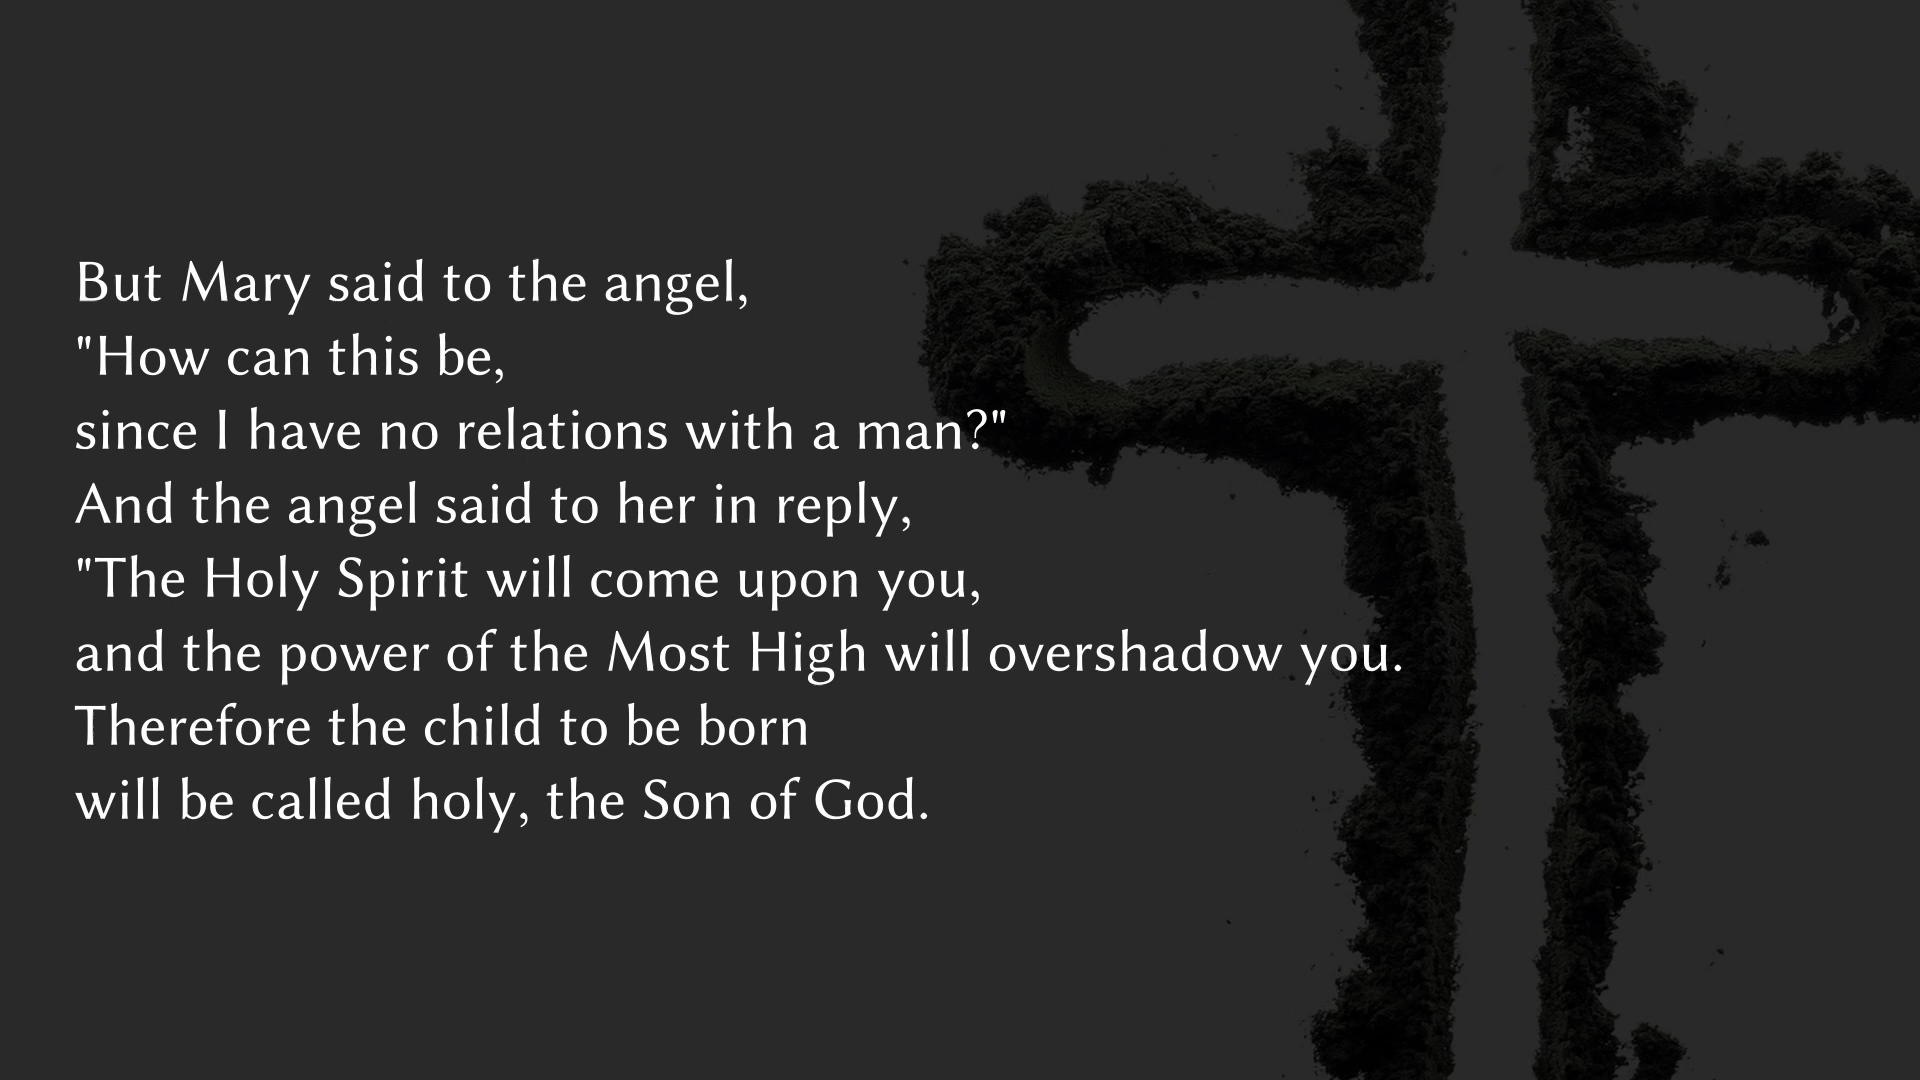 But Mary said to the angel,
"How can this be,
since I have no relations with a man?"
And the angel said to her in reply,
"The Holy Spirit will come upon you,
and the power of the Most High will overshadow you.
Therefore the child to be born
will be called holy, the Son of God.